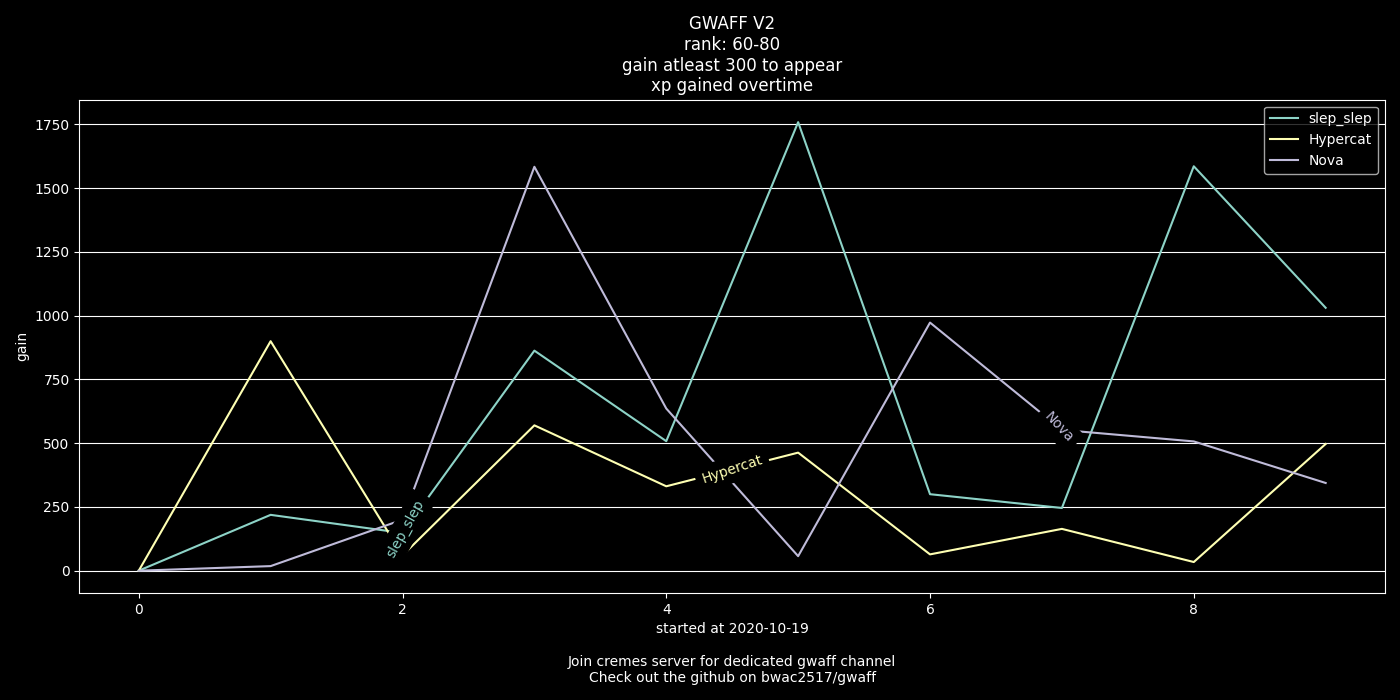 GWAFF V2
rank: 60-80
gain atleast 300 to appear
xp gained overtime
1750
1500
1250
1000
750
500
250
0
gain
slep_slep
Hypercat
Nova
slep_slep
Hypercat
Nova
0
2
4
6
8
started at 2020-10-19
Join cremes server for dedicated gwaff channel
Check out the github on bwac2517/gwaff